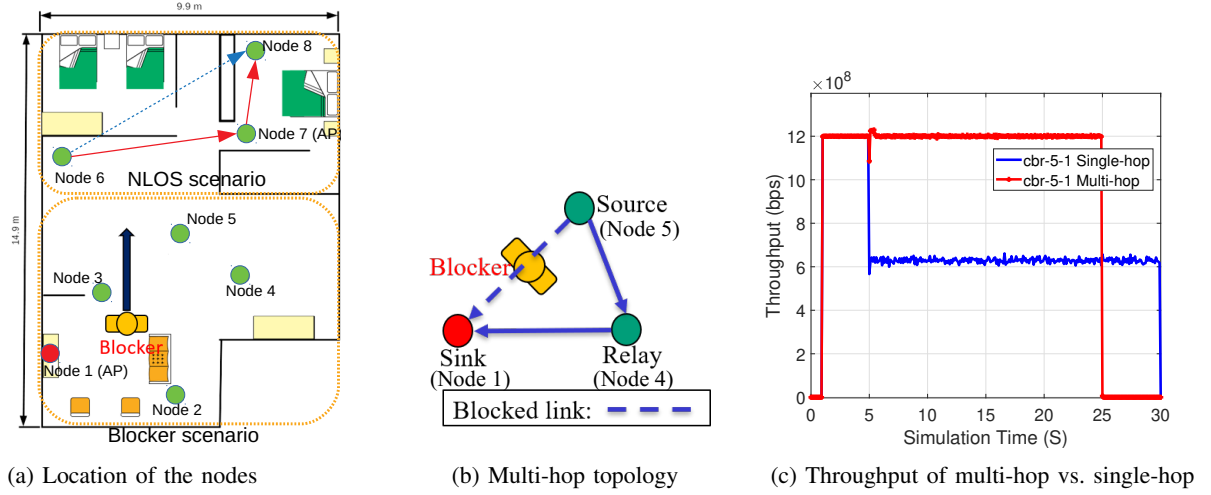 9.9 m
14.9 m
Node 8
Node 7 (AP)
Node 6
NLOS scenario
Node 5
Node 3
Node 4
Blocker
Node 1 (AP)
Node 2
Blocker scenario
(a) Location of the nodes
Source
(Node 5)
Blocker
Sink
(Node 1)
Relay
(Node 4)
Blocked link:
(b) Multi-hop topology
×10⁸
12
10
8
6
4
2
0
Throughput (bps)
cbr-5-1 Single-hop
cbr-5-1 Multi-hop
0 5 10 15 20 25 30
Simulation Time (S)
(c) Throughput of multi-hop vs. single-hop